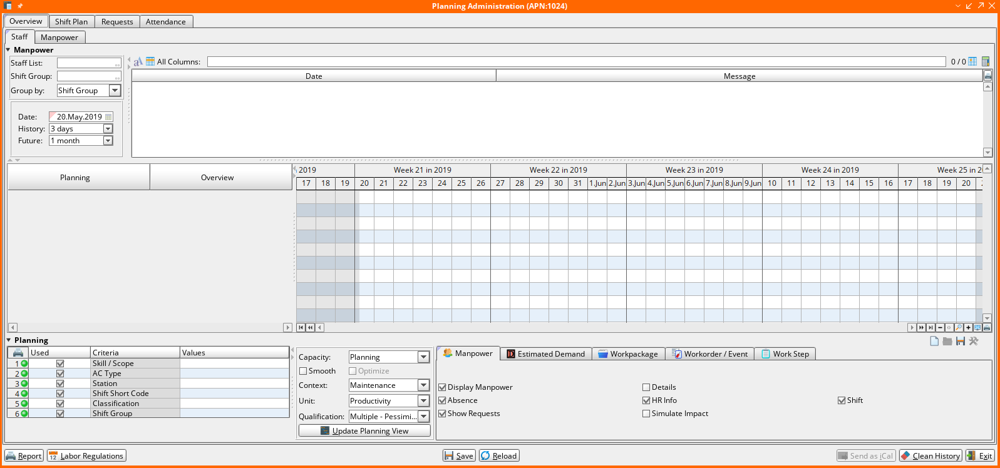 Planning Administration (APN:1024)
Overview Shift Plan Requests Attendance
Staff Manpower
Manpower
Staff List:
Shift Group:
Group by: Shift Group
Date: 20.May.2019
History: 3 days
Future: 1 month
All Columns: 0 / 0
Date Message
Planning Overview
2019 Week 21 in 2019 Week 22 in 2019 Week 23 in 2019 Week 24 in 2019 Week 25 in 2
17 18 19 20 21 22 23 24 25 26 27 28 29 30 31 1.Jun 2.Jun 3.Jun 4.Jun 5.Jun 6.Jun 7.Jun 8.Jun 9.Jun 10 11 12 13 14 15 16 17 18 19 20
Planning
Used Criteria Values
1 Skill / Scope
2 AC Type
3 Station
4 Shift Short Code
5 Classification
6 Shift Group
Capacity: Planning
Smooth Optimize
Context: Maintenance
Unit: Productivity
Qualification: Multiple - Pessimi...
Update Planning View
Manpower Estimated Demand Workpackage Workorder / Event Work Step
Display Manpower Details
Absence HR Info Shift
Show Requests Simulate Impact
Report 12 Labor Regulations Save Reload Send as iCal Clean History Exit